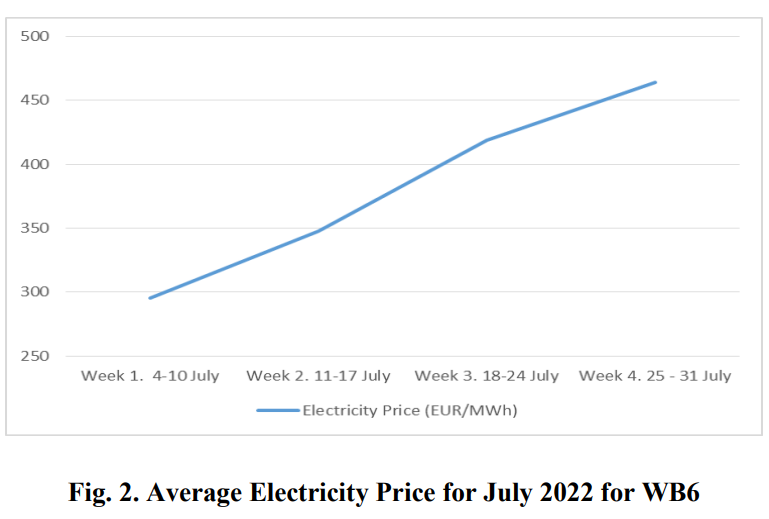 500
450
400
350
300
250
Week 1.  4-10 July Week 2. 11-17 July Week 3. 18-24 July Week 4. 25 - 31 July
Electricity Price (EUR/MWh)
Fig. 2. Average Electricity Price for July 2022 for WB6